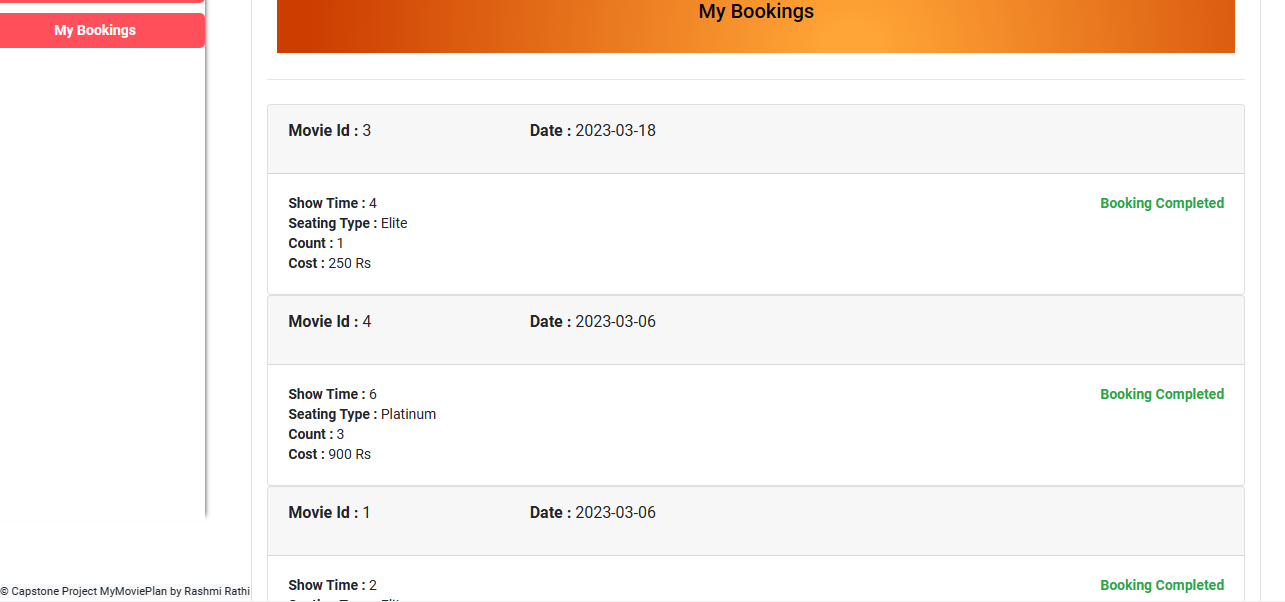 My Bookings
My Bookings
Movie Id : 3 Date : 2023-03-18
Show Time : 4 Booking Completed
Seating Type : Elite
Count : 1
Cost : 250 Rs
Movie Id : 4 Date : 2023-03-06
Show Time : 6 Booking Completed
Seating Type : Platinum
Count : 3
Cost : 900 Rs
Movie Id : 1 Date : 2023-03-06
Show Time : 2 Booking Completed
© Capstone Project MyMoviePlan by Rashmi Rathi